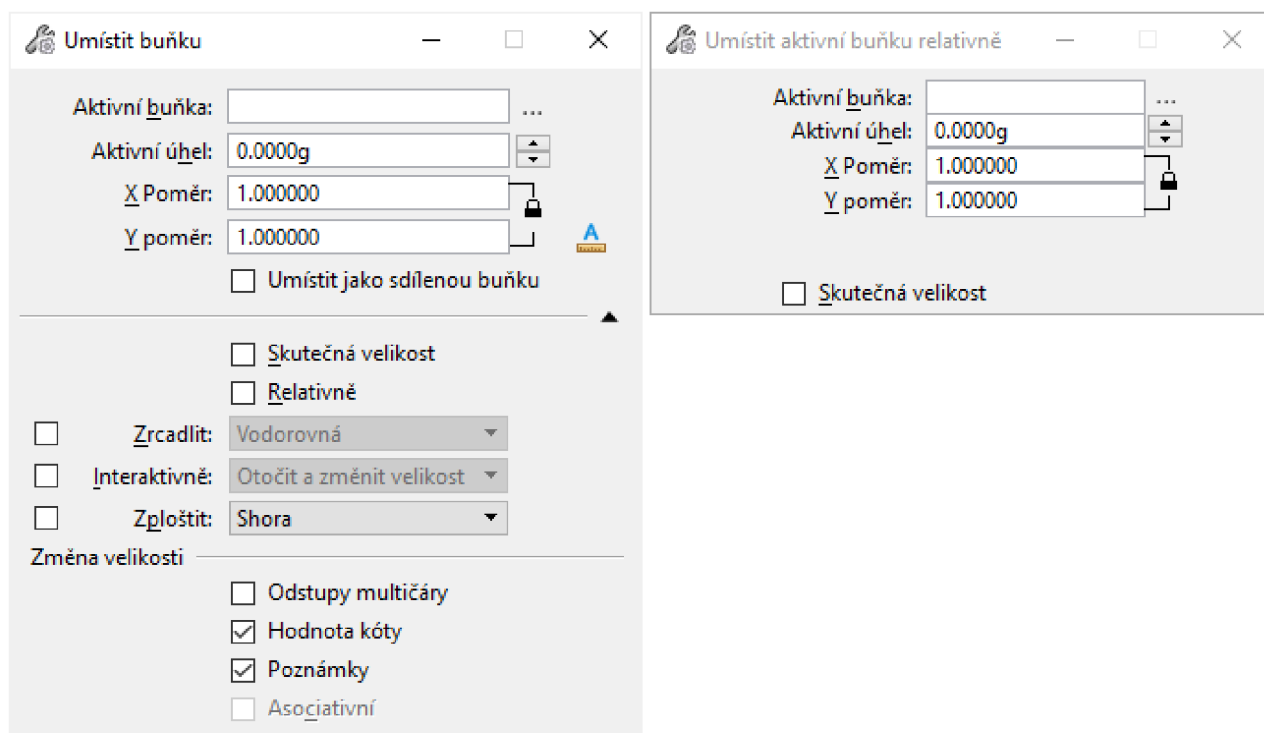 Umístit buňku
Aktivní buňka: ...
Aktivní úhel: 0.0000g
X Poměr: 1.000000
Y poměr: 1.000000 A
Umístit jako sdílenou buňku
Skutečná velikost
Relativně
Zrcadlit: Vodorovná
Interaktivně: Otočit a změnit velikost
Zploštit: Shora
Změna velikosti
Odstupy multičáry
Hodnota kóty
Poznámky
Asociativní
Umístit aktivní buňku relativně
Aktivní buňka: ...
Aktivní úhel: 0.0000g
X Poměr: 1.000000
Y poměr: 1.000000
Skutečná velikost